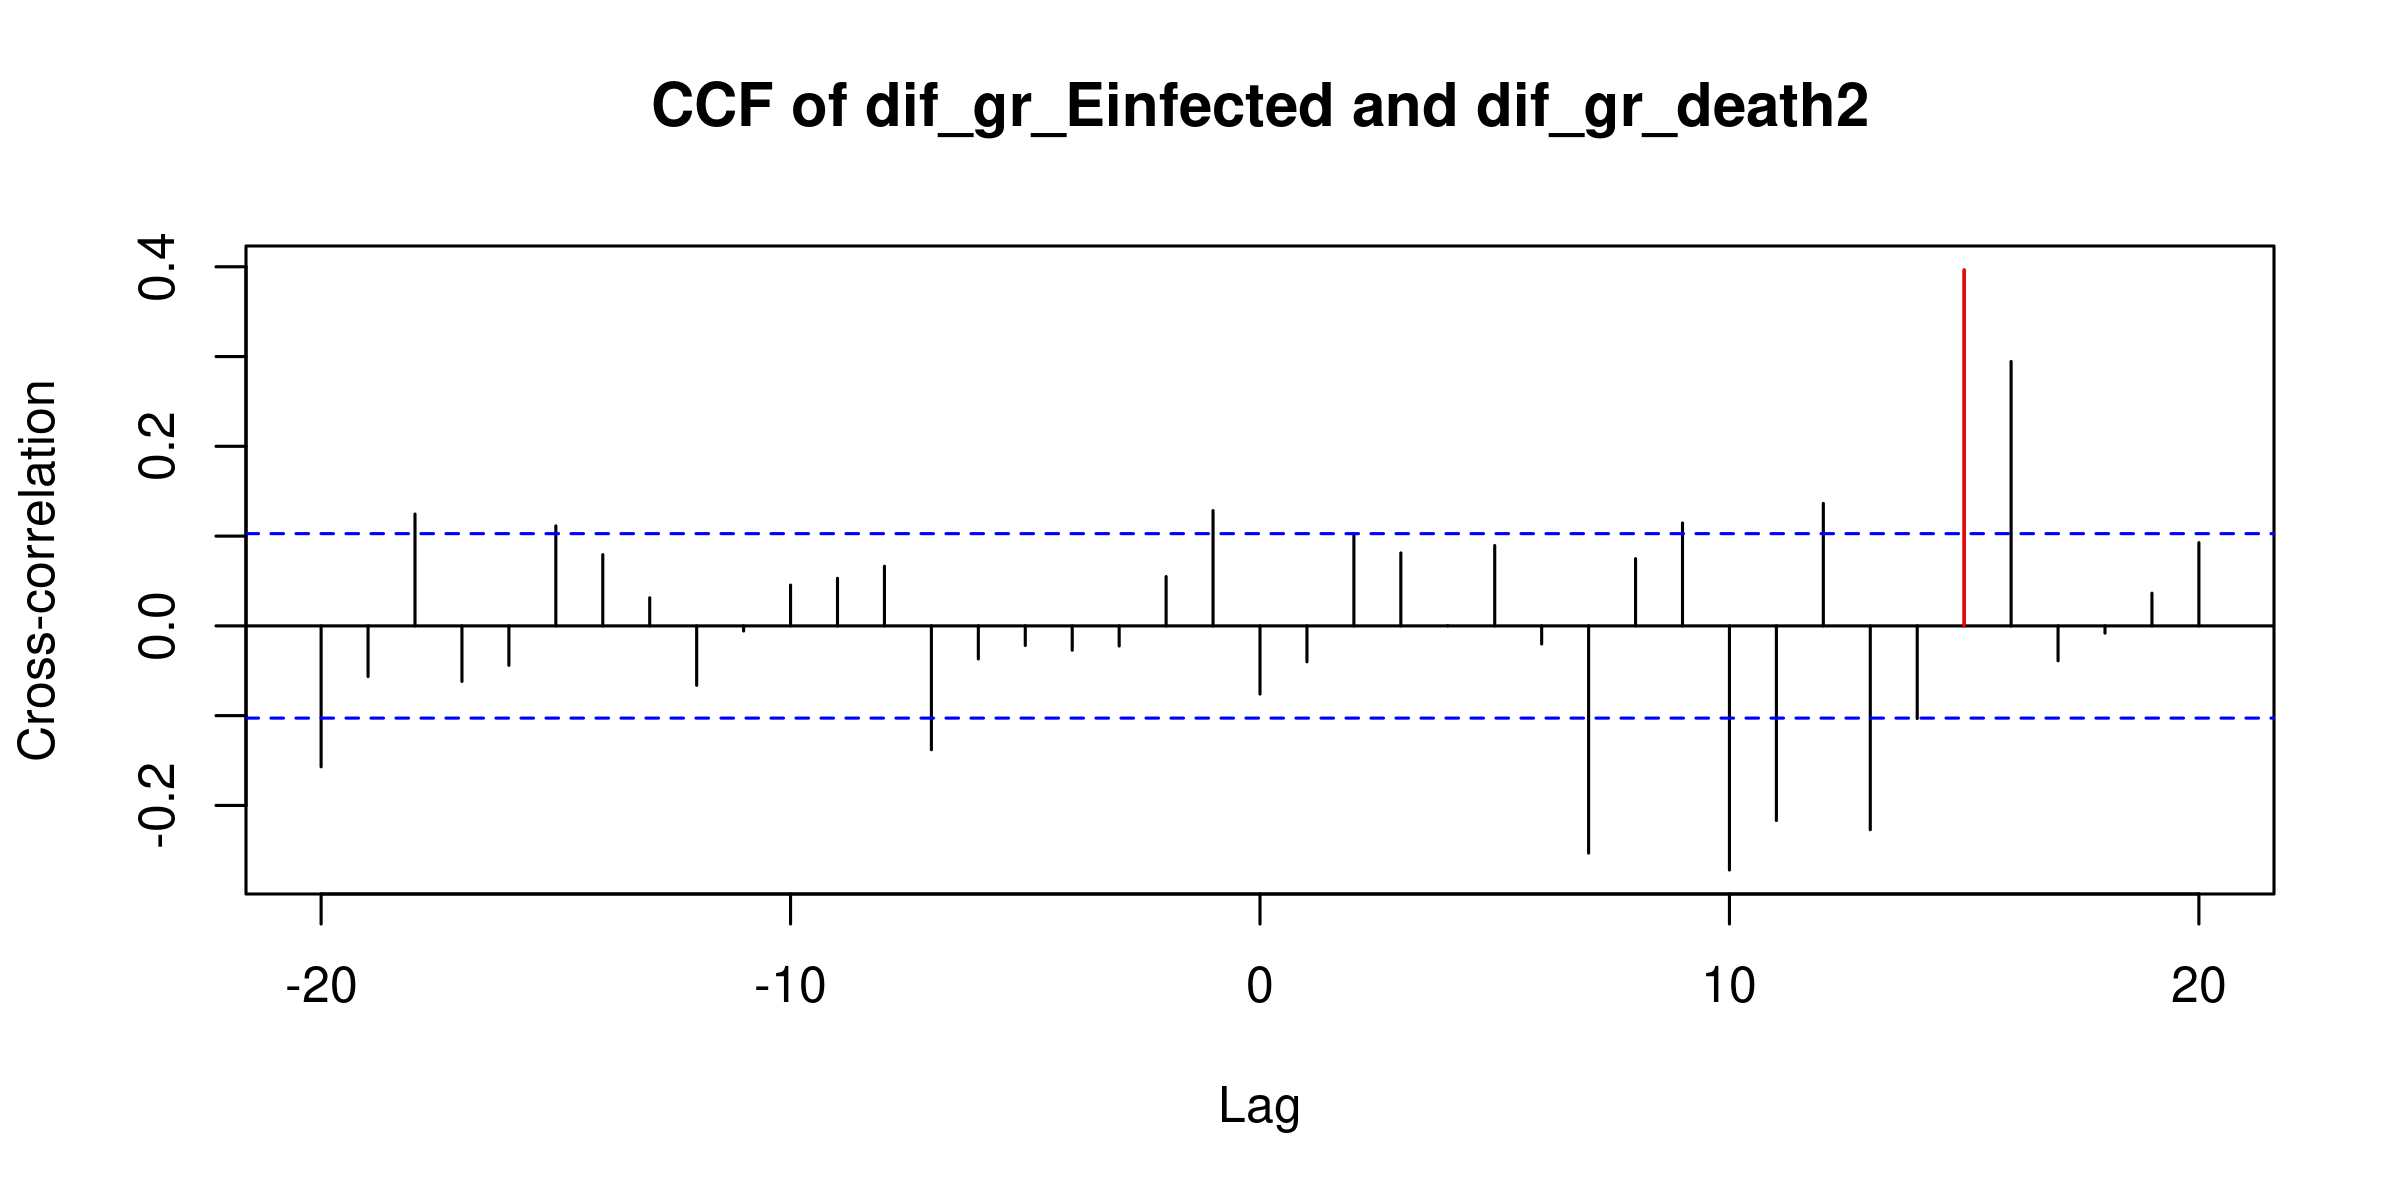 CCF of dif_gr_Einfected and dif_gr_death2
Cross-correlation
0.4
0.2
0.0
-0.2
-20 -10 0 10 20
Lag